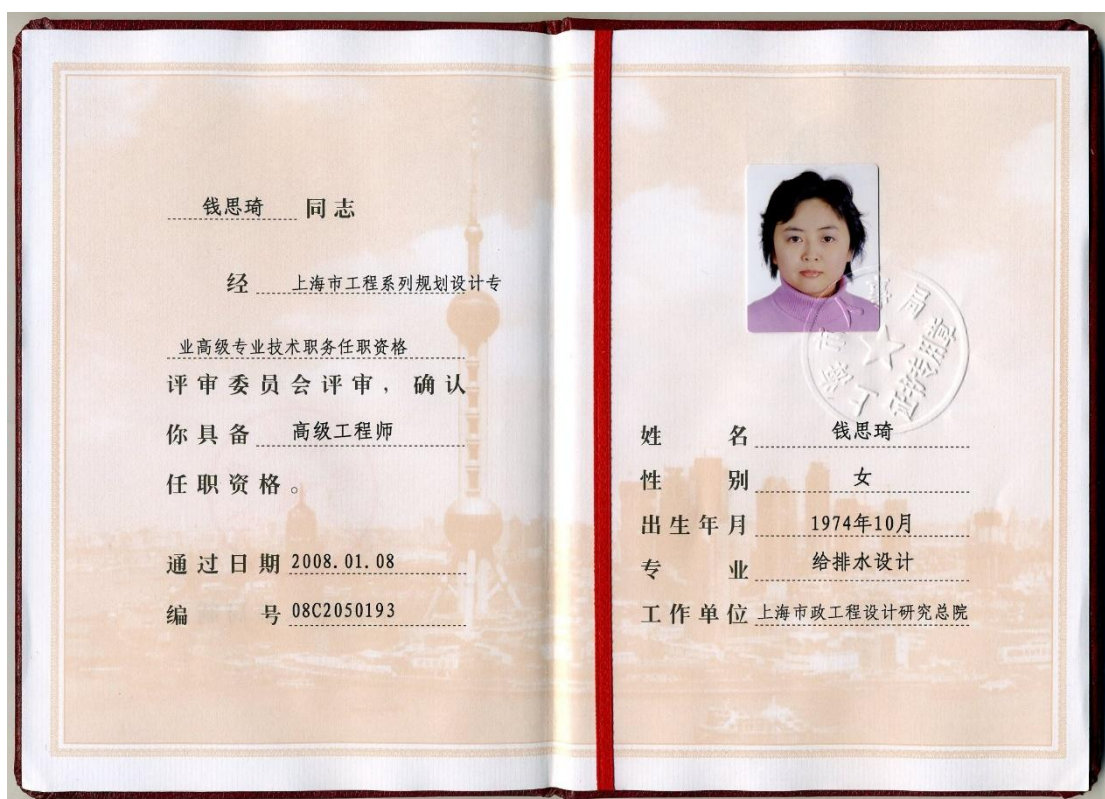 钱思琦 同志
经 上海市工程系列规划设计专
业高级专业技术职务任职资格
评审委员会评审，确认
你具备 高级工程师
任职资格。
通过日期 2008.01.08
编 号 08C2050193
姓 名 钱思琦
性 别 女
出生年月 1974年10月
专 业 给排水设计
工作单位 上海市政工程设计研究总院